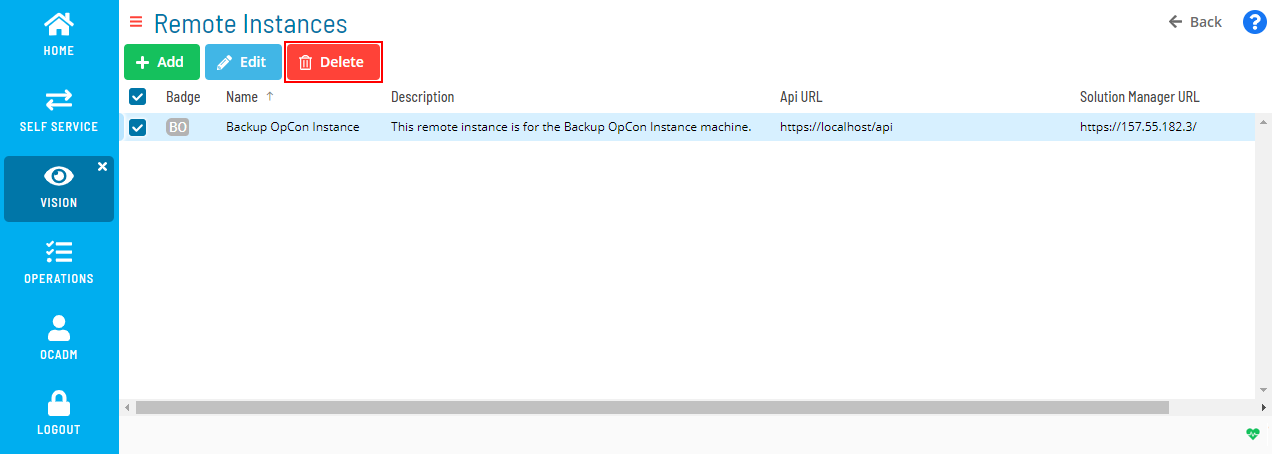 HOME
SELF SERVICE
VISION
OPERATIONS
OCADM
LOGOUT
Remote Instances
Back
?
Add Edit Delete
Badge Name ↑ Description Api URL Solution Manager URL
BO Backup OpCon Instance This remote instance is for the Backup OpCon Instance machine. https://localhost/api https://157.55.182.3/